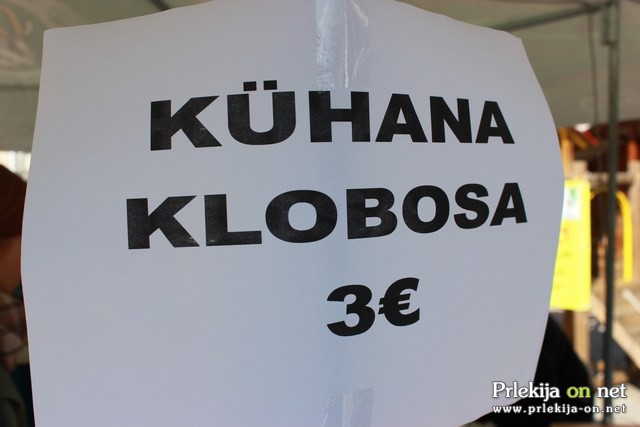 KÜHANA
KLOBOSA
3€
Prlekija on net
www.prlekija-on.net